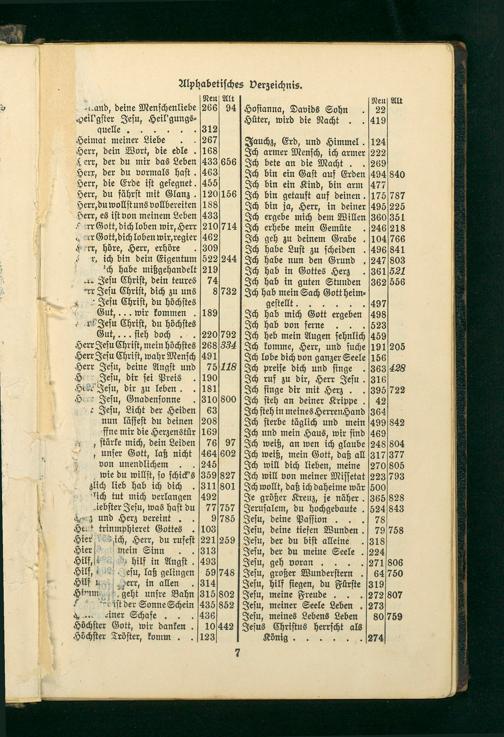 Alphabetisches Verzeichnis.
Neu Alt
and, deine Menschenliebe 266 94
Heil'gster Jesu, Heil'gungs-
quelle . . . . . . 312
Heimat meiner Liebe . . 267
Herr, dein Wort, die edle . 168
Herr, der du mir das Leben 433 656
Herr, der du vormals hast . 463
Herr, die Erde ist gesegnet. 455
Herr, du fährst mit Glanz . 120 156
Herr, du wollst uns vollbereiten 188
Herr, es ist von meinem Leben 433
Herr Gott, dich loben wir, Herr 210 714
Herr Gott, dich loben wir, regier 462
Herr, höre, Herr, erhöre . 309
, ich bin dein Eigentum 522 244
ich habe mißgehandelt 219
Jesu Christ, dein teures 74
Jesu Christ, dich zu uns 8 732
Jesu Christ, du höchstes
Gut, ... wir kommen . 189
Jesu Christ, du höchstes
Gut, ... sieh doch . . 220 792
Herr Jesu Christ, mein höchstes 268 334
Herr Jesu Christ, wahr Mensch 491
Herr Jesu, deine Angst und 75 118
Herr Jesu, dir sei Preis . 190
Jesu, dir zu leben . . 181
Jesu, Gnadensonne . 310 800
Jesu, Licht der Heiden 63
nun lässest du deinen 208
öffne mir die Herzenstür 169
, stärke mich, dein Leiden 76 97
, unser Gott, laß nicht 464 602
von unendlichem . . 245
wie du willst, so schick's 359 827
Herzlich lieb hab ich dich . 311 801
Herzlich tut mich verlangen 492
Herzliebster Jesu, was hast du 77 757
Herz und Herz vereint . . 9 785
Heut triumphieret Gottes . 103
Hier ich, Herr, du rufest 221 259
Hier mein Sinn . . 313
Hilf, hilf in Angst . 493
Hilf, Jesu, laß gelingen 59 748
Hilf Herr, in allen . . 314
geht unsre Bahn 315 802
ist der Sonne Schein 435 852
einer Schafe . . . 436
Höchster Gott, wir danken . 10 442
Höchster Tröster, komm . . 123
Neu Alt
Hosianna, Davids Sohn . 22
Hüter, wird die Nacht . . 419
Jauchz, Erd, und Himmel . 124
Ich armer Mensch, ich armer 222
Ich bete an die Macht . . 269
Ich bin ein Gast auf Erden 494 840
Ich bin ein Kind, bin arm 477
Ich bin getauft auf deinen . 175 787
Ich bin ja, Herr, in deiner 495 225
Ich ergebe mich dem Willen 360 351
Ich erhebe mein Gemüte . 246 218
Ich geh zu deinem Grabe . 104 766
Ich habe Lust zu scheiden . 496 841
Ich habe nun den Grund . 247 803
Ich hab in Gottes Herz . 361 521
Ich hab in guten Stunden 362 556
Ich hab mein Sach Gott heim-
gestellt . . . . . . 497
Ich hab mich Gott ergeben 498
Ich hab von ferne . . . 523
Ich heb mein Augen sehnlich 459
Ich komme, Herr, und suche 191 205
Ich lobe dich von ganzer Seele 156
Ich preise dich und singe . 363 428
Ich ruf zu dir, Herr Jesu . 316
Ich singe dir mit Herz . . 395 722
Ich steh an deiner Krippe . 42
Ich steh in meines Herren Hand 364
Ich sterbe täglich und mein 499 842
Ich und mein Haus, wir sind 469
Ich weiß, an wen ich glaube 248 804
Ich weiß, mein Gott, daß all 317 377
Ich will dich lieben, meine 270 805
Ich will von meiner Missetat 223 793
Ich wollt, daß ich daheime wär 500
Je größer Kreuz, je näher . 365 828
Jerusalem, du hochgebaute . 524 843
Jesu, deine Passion . . . 78
Jesu, deine tiefen Wunden . 79 758
Jesu, der du bist alleine . 318
Jesu, der du meine Seele . 224
Jesu, geh voran . . . . 271 806
Jesu, großer Wunderstern . 64 750
Jesu, hilf siegen, du Fürste 319
Jesu, meine Freude . . . 272 807
Jesu, meiner Seele Leben . 273
Jesu, meines Lebens Leben 80 759
Jesus Christus herrscht als
König . . . . . . 274
7